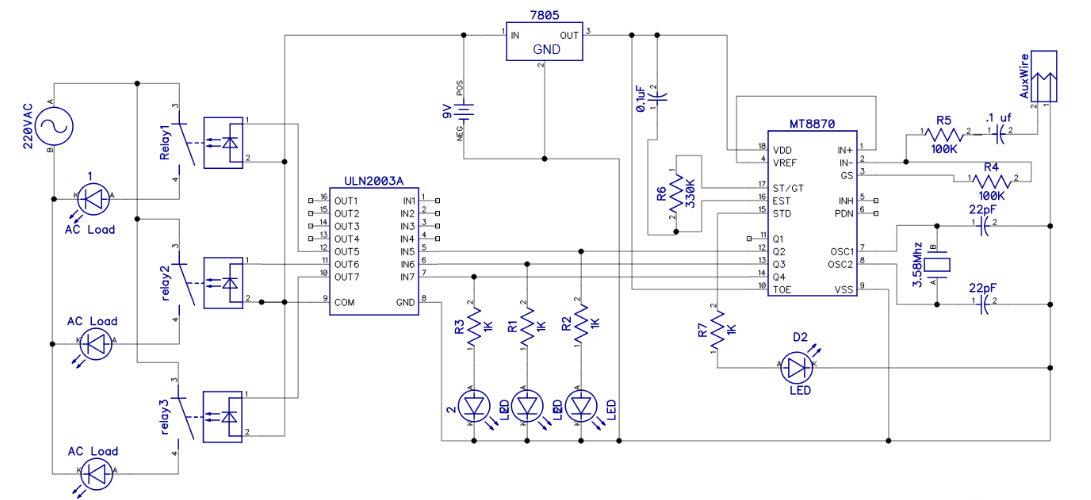 7805
1 IN OUT 3
GND
2
220VAC
A
B
3
Relay1
4
1
2
POS
9V
NEG
0.1uF
2
1
AuxWire
2
1
MT8870
R5
1 2
100K
.1 uf
1 2
18 VDD IN+ 1
4 VREF IN- 2
GS 3
17 ST/GT
16 EST INH 5
15 STD PDN 6
11 Q1
12 Q2 OSC1 7
13 Q3 OSC2 8
14 Q4
10 TOE VSS 9
R4
1 2
100K
22pF
1 2
3.58Mhz
B
A
22pF
1 2
R6
330K
2
1
1
K A
AC Load
ULN2003A
16 OUT1 IN1 1
15 OUT2 IN2 2
14 OUT3 IN3 3
13 OUT4 IN4 4
12 OUT5 IN5 5
11 OUT6 IN6 6
10 OUT7 IN7 7
9 COM GND 8
3
relay2
4
1
2
AC Load
K A
R3
1K
2
1
R1
1K
2
1
R2
1K
2
1
R7
1K
2
1
D2
A K
LED
3
relay3
4
1
2
2
A
K
LED
A
K
LED
A
K
LED
AC Load
K A